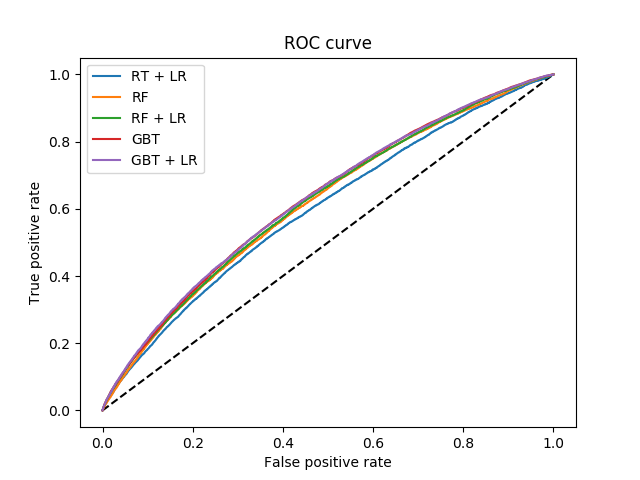 ROC curve
RT + LR
RF
RF + LR
GBT
GBT + LR
True positive rate
1.0
0.8
0.6
0.4
0.2
0.0
0.0 0.2 0.4 0.6 0.8 1.0
False positive rate